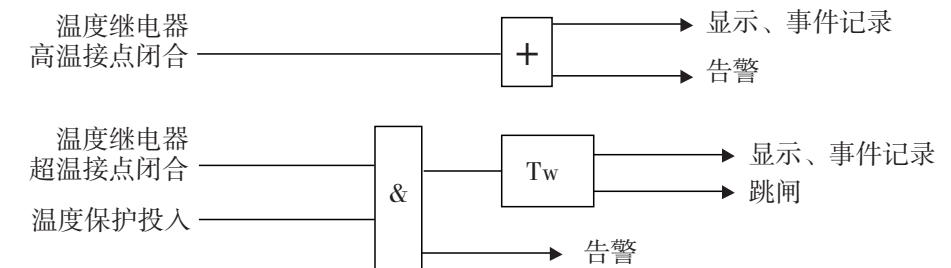 温度继电器
高温接点闭合
+
显示、事件记录
告警
温度继电器
超温接点闭合
温度保护投入
&
Tw
显示、事件记录
跳闸
告警